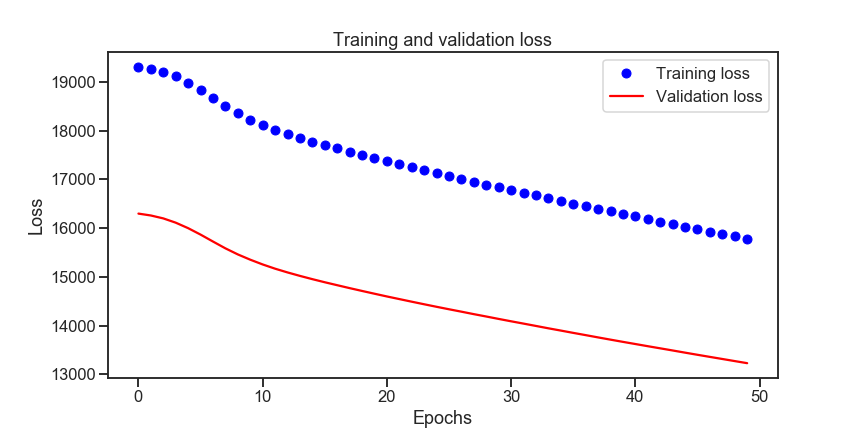 Training and validation loss
Training loss
Validation loss
Loss
19000
18000
17000
16000
15000
14000
13000
0 10 20 30 40 50
Epochs